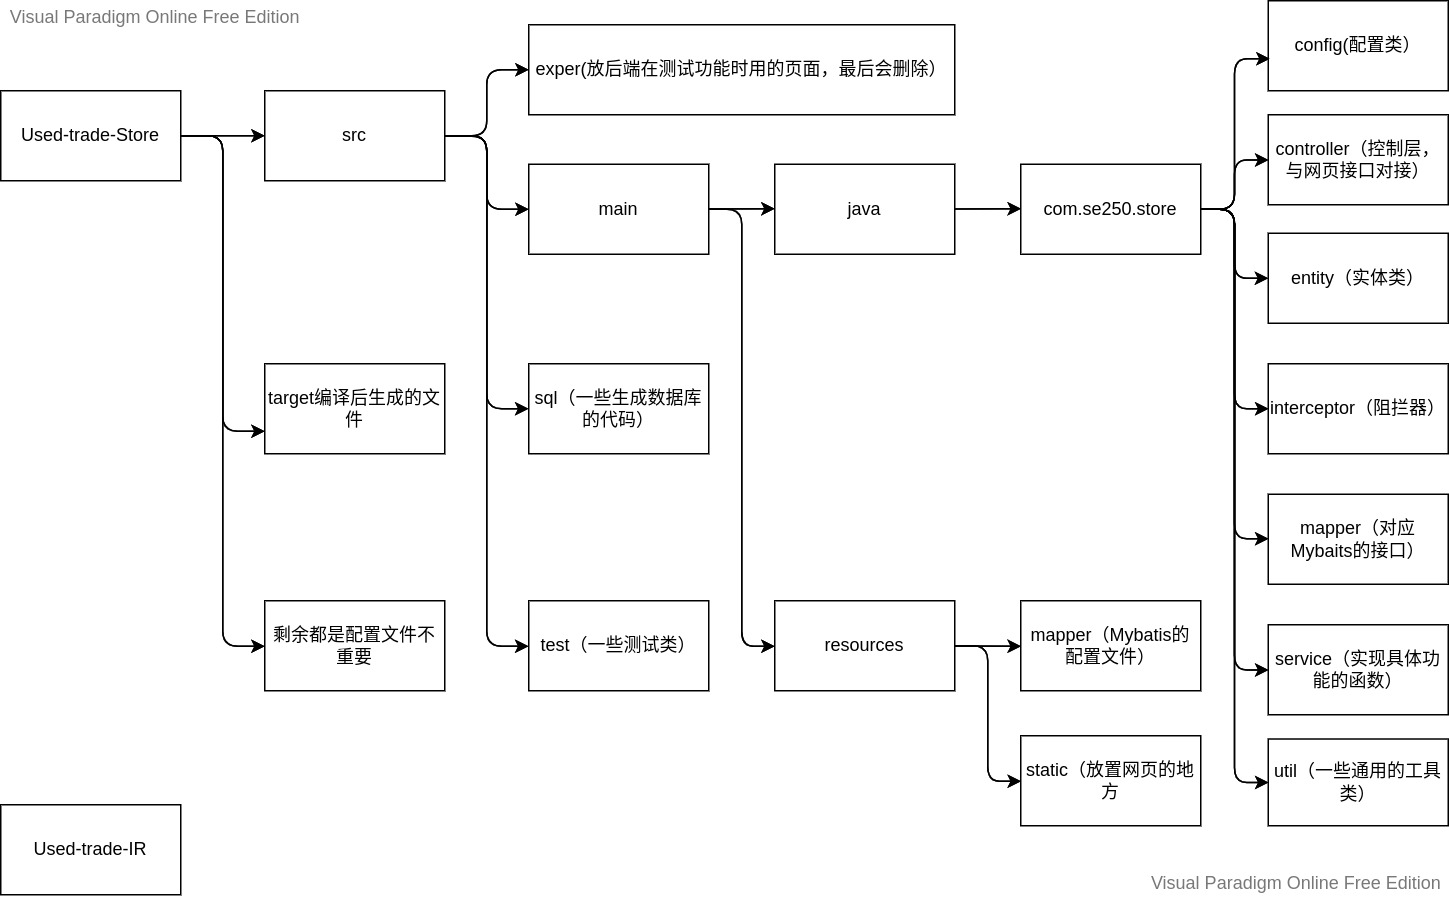 Visual Paradigm Online Free Edition
Used-trade-Store
src
target编译后生成的文
件
剩余都是配置文件不
重要
exper(放后端在测试功能时用的页面，最后会删除）
main
sql（一些生成数据库
的代码）
test（一些测试类）
java
resources
com.se250.store
mapper（Mybatis的
配置文件）
static（放置网页的地
方
config(配置类）
controller（控制层，
与网页接口对接）
entity（实体类）
interceptor（阻拦器）
mapper（对应
Mybaits的接口）
service（实现具体功
能的函数）
util（一些通用的工具
类）
Used-trade-IR
Visual Paradigm Online Free Edition